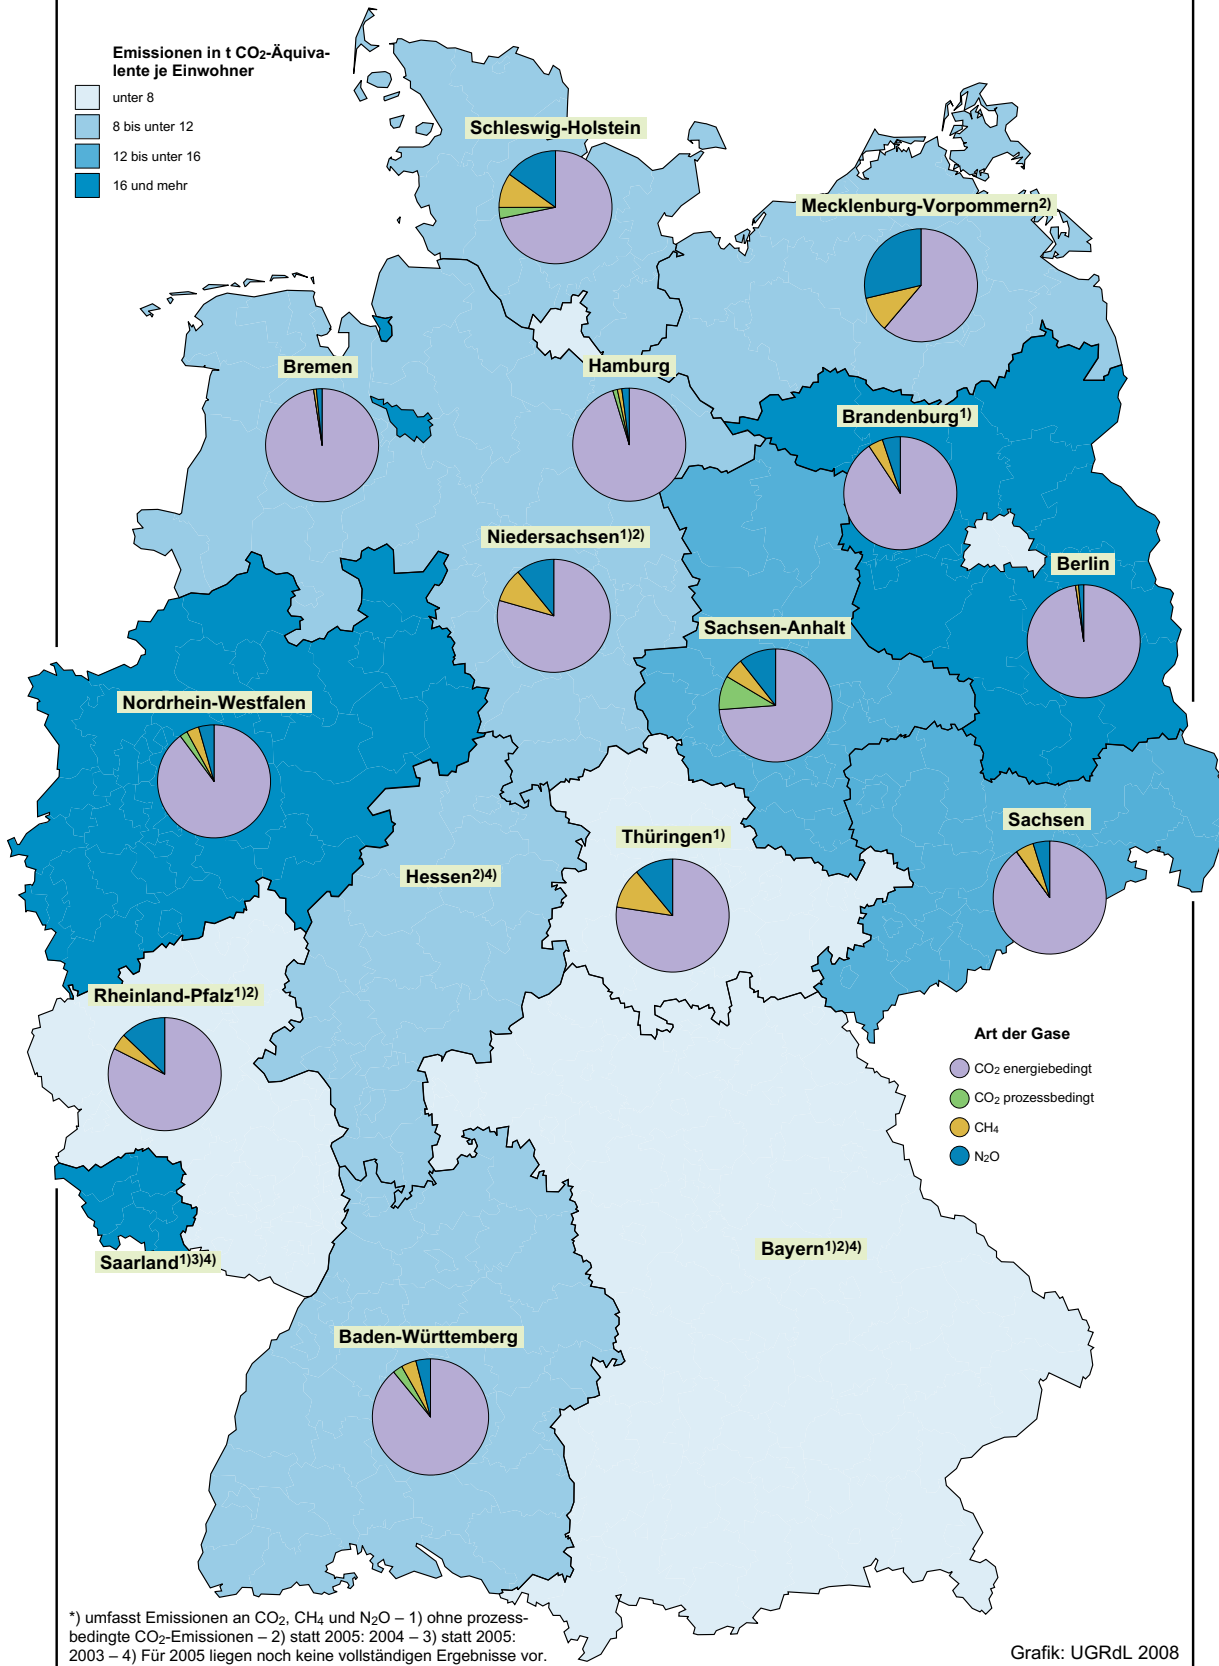 Emissionen in t CO₂-Äquiva-
lente je Einwohner
unter 8
8 bis unter 12
12 bis unter 16
16 und mehr
Schleswig-Holstein
Mecklenburg-Vorpommern2)
Bremen
Hamburg
Brandenburg1)
Niedersachsen1)2)
Berlin
Sachsen-Anhalt
Nordrhein-Westfalen
Sachsen
Thüringen1)
Hessen2)4)
Rheinland-Pfalz1)2)
Art der Gase
CO₂ energiebedingt
CO₂ prozessbedingt
CH₄
N₂O
Saarland1)3)4)
Bayern1)2)4)
Baden-Württemberg
*) umfasst Emissionen an CO₂, CH₄ und N₂O – 1) ohne prozess-
bedingte CO₂-Emissionen – 2) statt 2005: 2004 – 3) statt 2005:
2003 – 4) Für 2005 liegen noch keine vollständigen Ergebnisse vor.
Grafik: UGRdL 2008